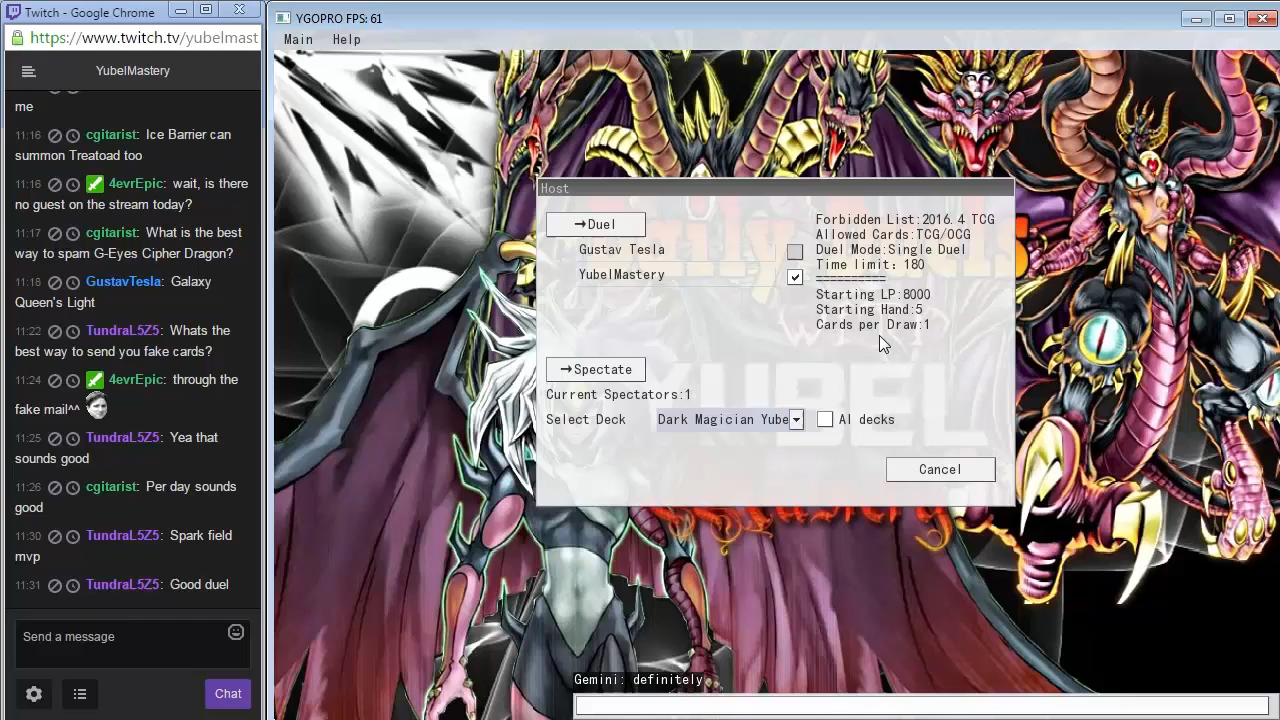 Twitch - Google Chrome
https://www.twitch.tv/yubelmast
YubelMastery
me
11:16 cgitarist: Ice Barrier can
summon Treatoad too
11:16 4evrEpic: wait, is there
no guest on the stream today?
11:17 cgitarist: What is the best
way to spam G-Eyes Cipher Dragon?
11:18 GustavTesla: Galaxy
Queen's Light
11:22 TundraL5Z5: Whats the
best way to send you fake cards?
11:24 4evrEpic: through the
fake mail^^
11:25 TundraL5Z5: Yea that
sounds good
11:26 cgitarist: Per day sounds
good
11:30 TundraL5Z5: Spark field
mvp
11:31 TundraL5Z5: Good duel
Send a message
Chat
YGOPRO FPS: 61
Main Help
Host
→Duel
Gustav Tesla
YubelMastery
Forbidden List:2016.4 TCG
Allowed Cards:TCG/OCG
Duel Mode:Single Duel
Time limit: 180
==========
Starting LP:8000
Starting Hand:5
Cards per Draw:1
→Spectate
Current Spectators:1
Select Deck Dark Magician Yube AI decks
Cancel
YUBEL
Mastery
Gemini: definitely